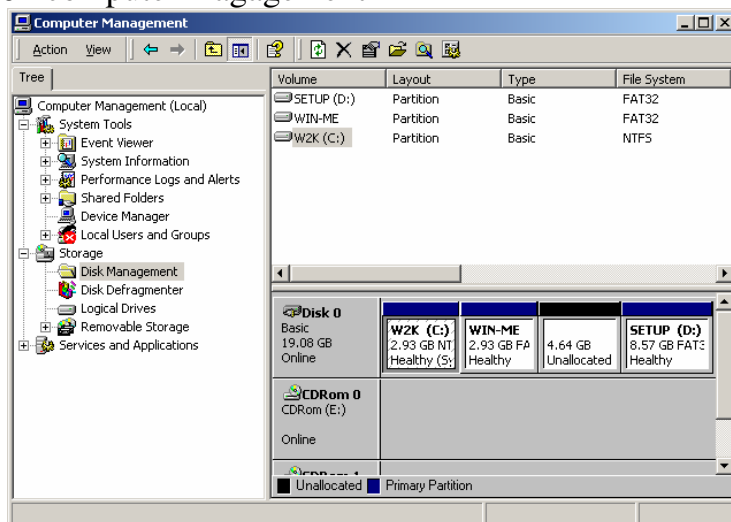 Computer Management
Action View
Tree
Computer Management (Local)
System Tools
Event Viewer
System Information
Performance Logs and Alerts
Shared Folders
Device Manager
Local Users and Groups
Storage
Disk Management
Disk Defragmenter
Logical Drives
Removable Storage
Services and Applications
Volume Layout Type File System
SETUP (D:) Partition Basic FAT32
WIN-ME Partition Basic FAT32
W2K (C:) Partition Basic NTFS
Disk 0
Basic
19.08 GB
Online
W2K (C:)
2.93 GB NT
Healthy (S
WIN-ME
2.93 GB FA
Healthy
4.64 GB
Unallocated
SETUP (D:)
8.57 GB FAT3
Healthy
CDRom 0
CDRom (E:)
Online
Unallocated Primary Partition